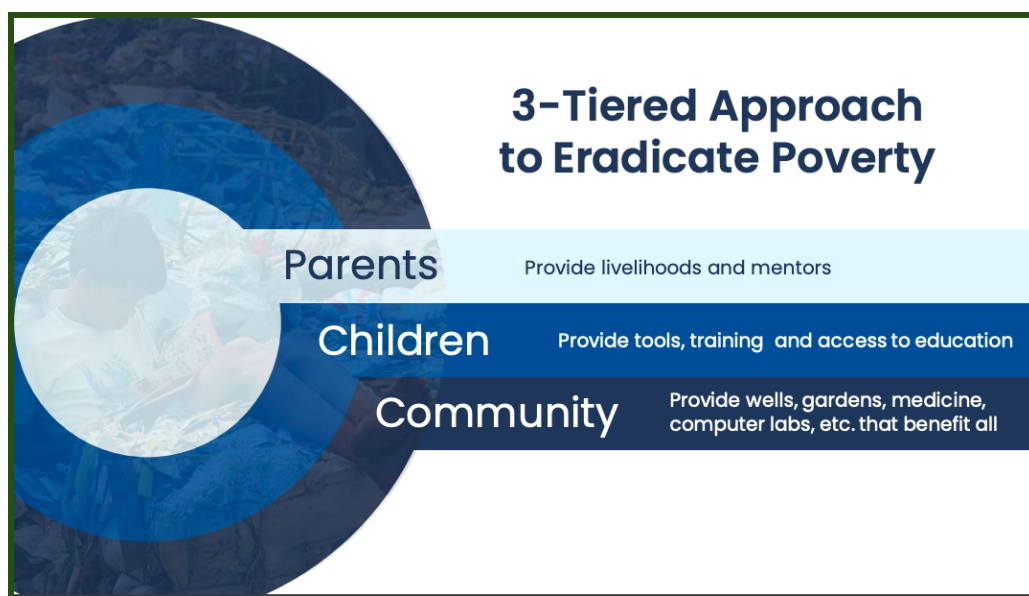 3-Tiered Approach
to Eradicate Poverty
Parents
Provide livelihoods and mentors
Children
Provide tools, training and access to education
Community
Provide wells, gardens, medicine,
computer labs, etc. that benefit all